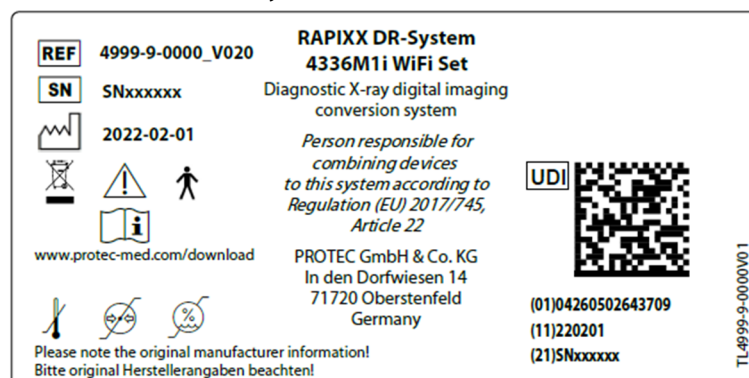 REF 4999-9-0000_V020
SN SNxxxxxx
2022-02-01
www.protec-med.com/download
Please note the original manufacturer information!
Bitte original Herstellerangaben beachten!
RAPIXX DR-System
4336M1i WiFi Set
Diagnostic X-ray digital imaging
conversion system
Person responsible for
combining devices
to this system according to
Regulation (EU) 2017/745,
Article 22
PROTEC GmbH & Co. KG
In den Dorfwiesen 14
71720 Oberstenfeld
Germany
UDI
(01)04260502643709
(11)220201
(21)SNxxxxxx
TL4999-9-0000V01